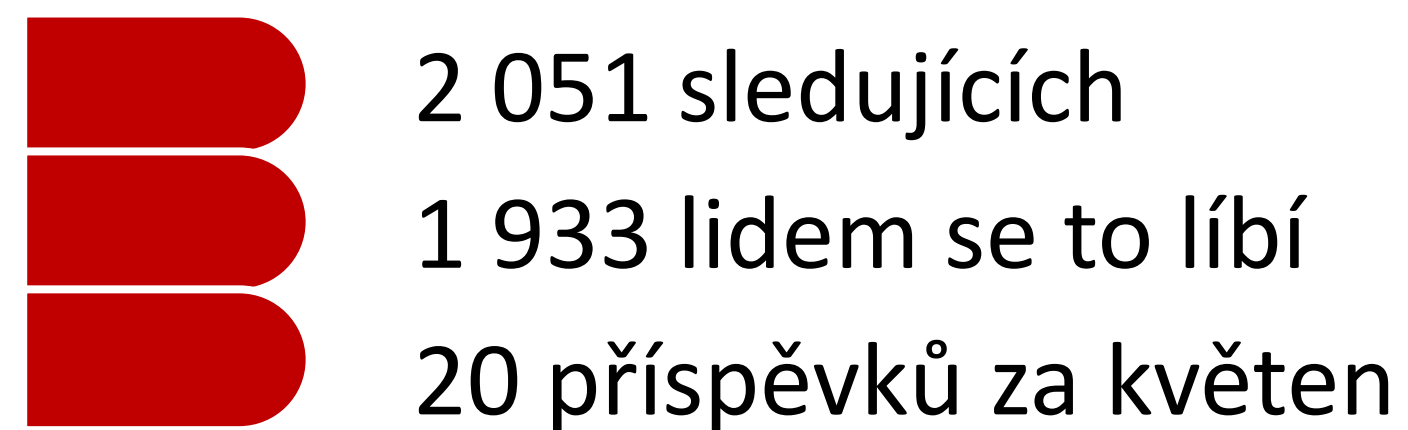 2 051 sledujících
1 933 lidem se to líbí
20 příspěvků za květen